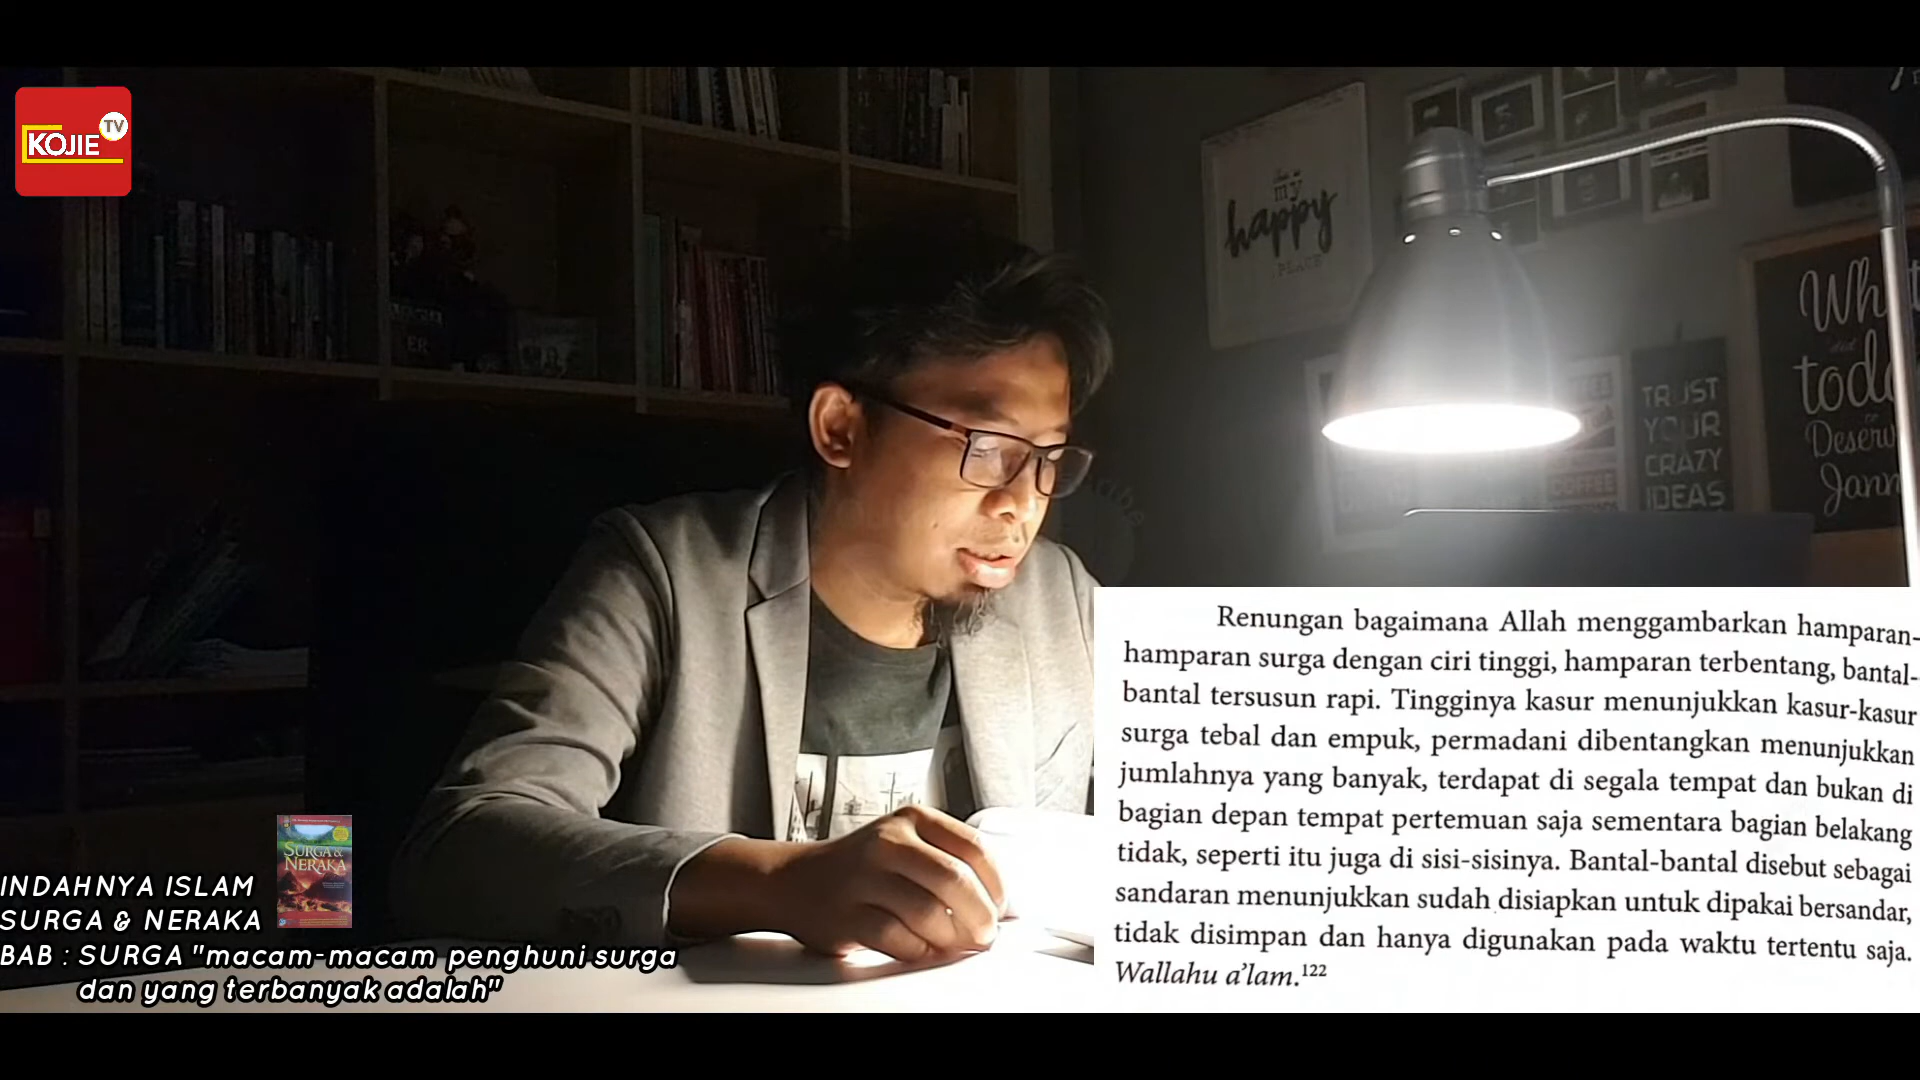 KOJIE TV
my
happy
PLACE
Wh
toda
Deserv
Jann
TRUST
YOUR
CRAZY
IDEAS
COFFEE
SURGA &
NERAKA
INDAHNYA ISLAM
SURGA & NERAKA
BAB : SURGA "macam-macam penghuni surga
dan yang terbanyak adalah"
Renungan bagaimana Allah menggambarkan hamparan-
hamparan surga dengan ciri tinggi, hamparan terbentang, bantal-
bantal tersusun rapi. Tingginya kasur menunjukkan kasur-kasur
surga tebal dan empuk, permadani dibentangkan menunjukkan
jumlahnya yang banyak, terdapat di segala tempat dan bukan di
bagian depan tempat pertemuan saja sementara bagian belakang
tidak, seperti itu juga di sisi-sisinya. Bantal-bantal disebut sebagai
sandaran menunjukkan sudah disiapkan untuk dipakai bersandar,
tidak disimpan dan hanya digunakan pada waktu tertentu saja.
Wallahu a’lam.¹²²